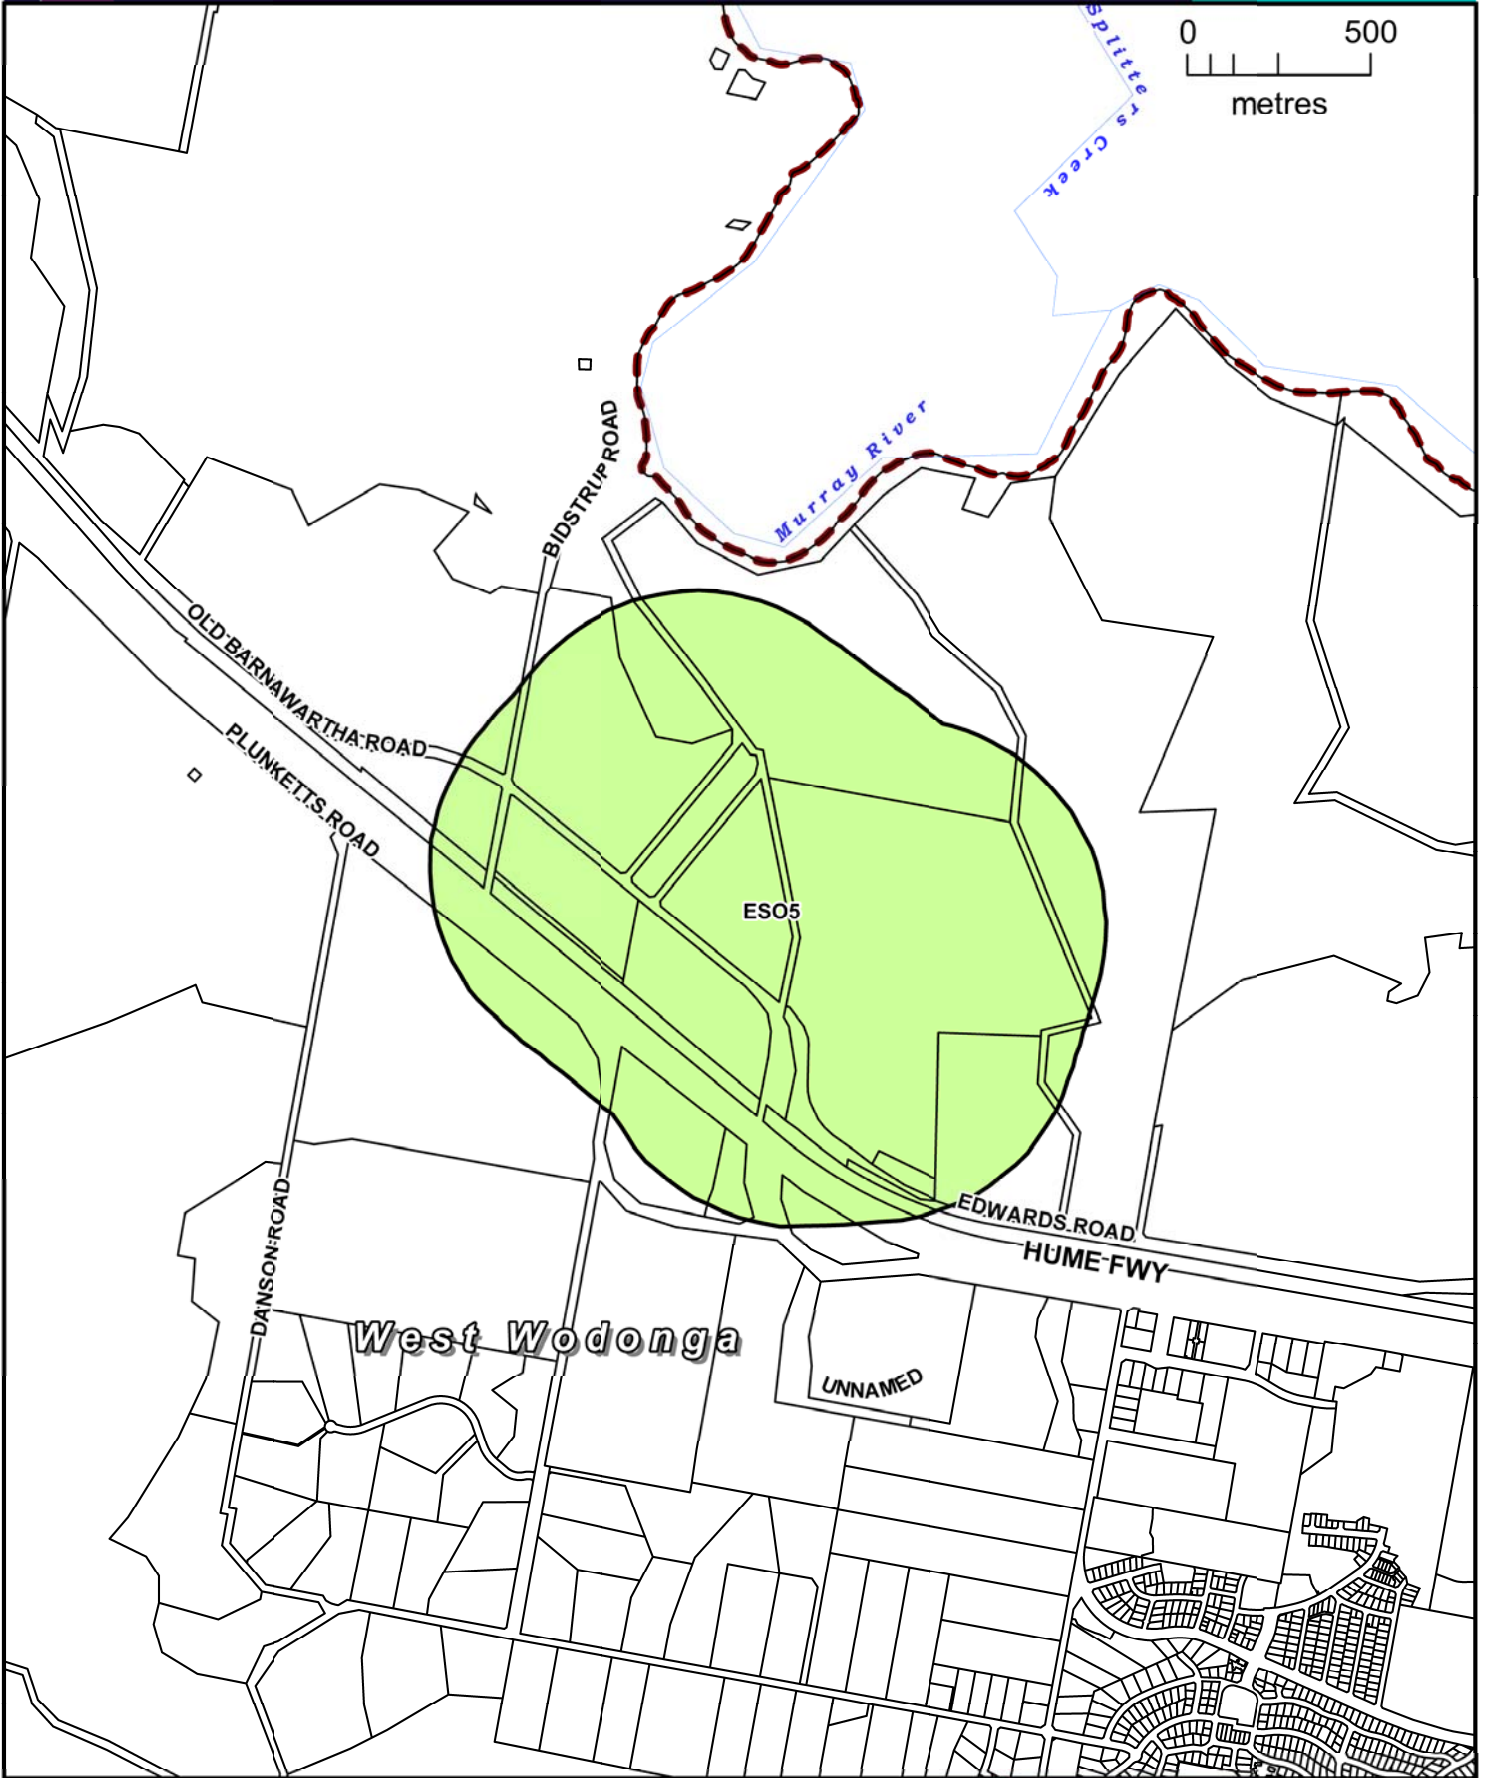 Splitters Creek
0 500
metres
BIDSTRUP ROAD
Murray River
OLD BARNAWARTHA ROAD
PLUNKETTS ROAD
ESO5
DANSON ROAD
EDWARDS ROAD
HUME FWY
West Wodonga
UNNAMED